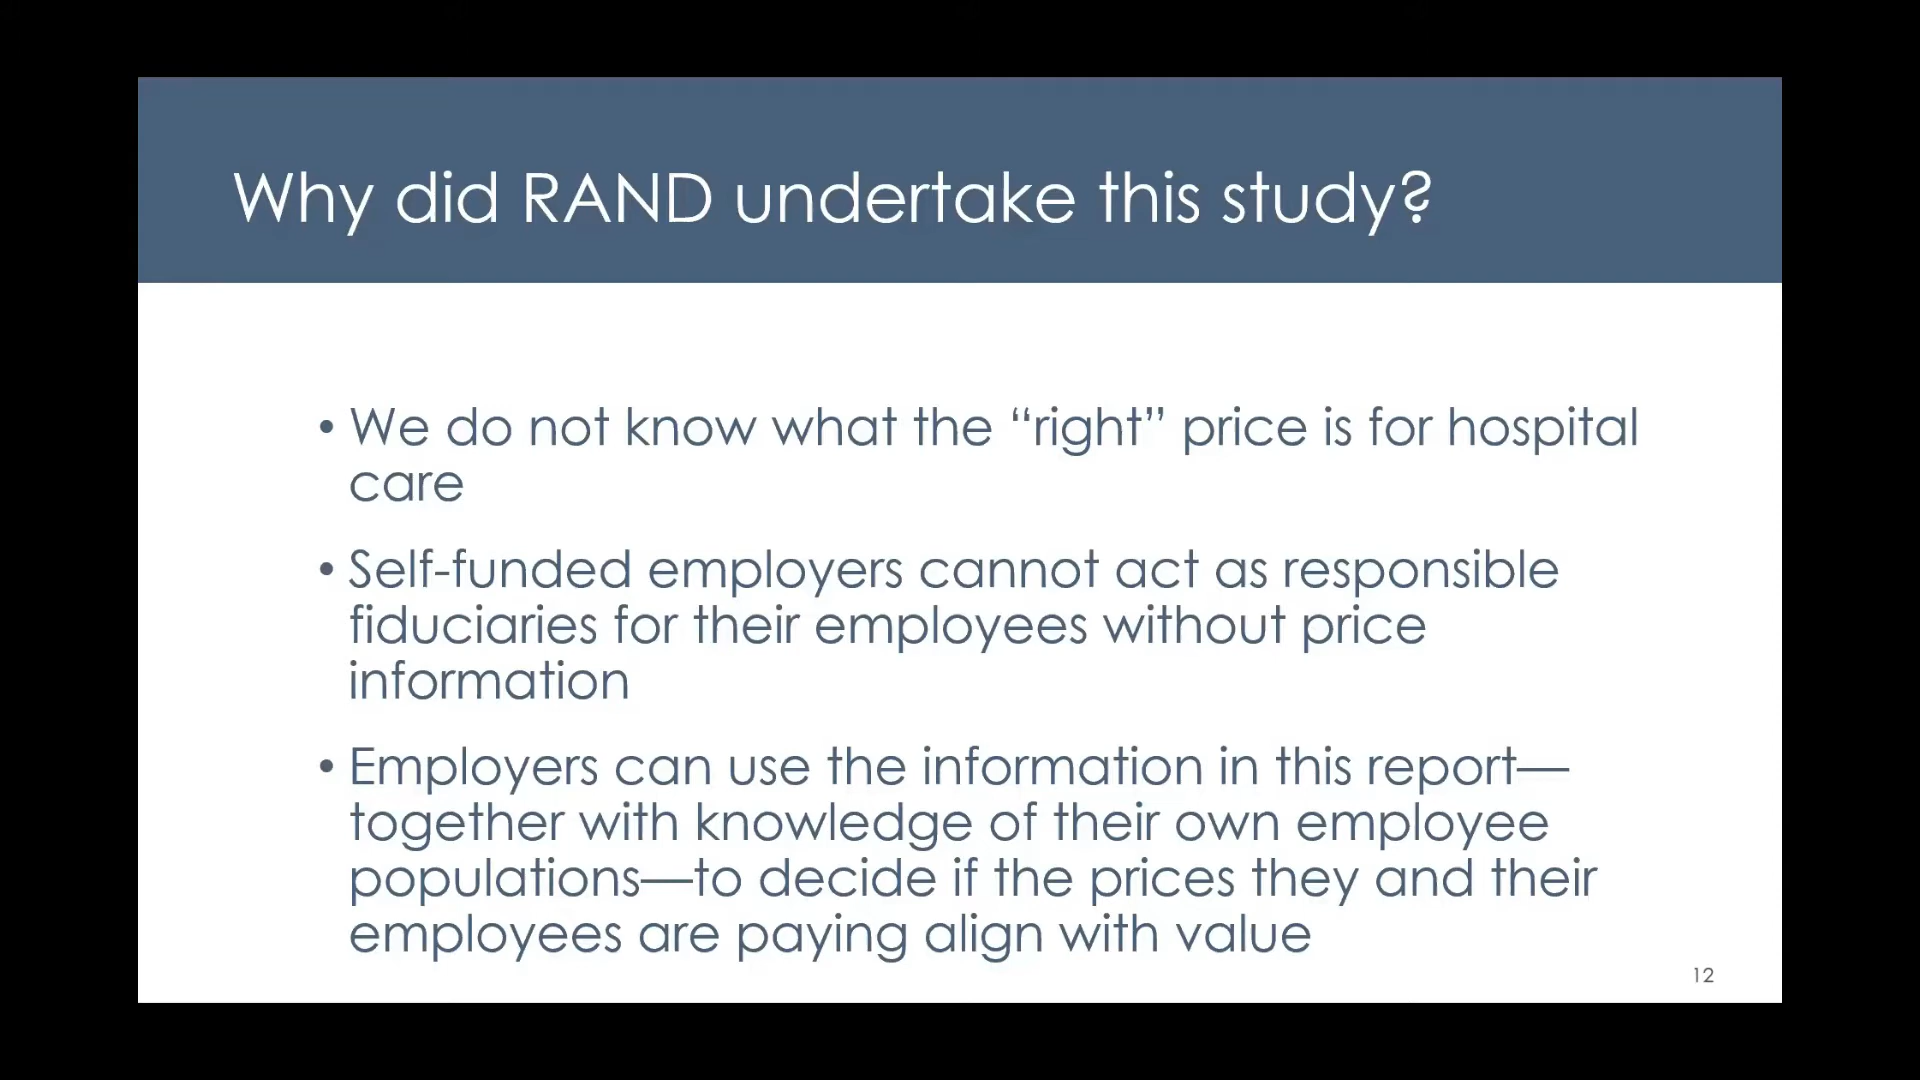 Why did RAND undertake this study?
• We do not know what the “right” price is for hospital
care
• Self-funded employers cannot act as responsible
fiduciaries for their employees without price
information
• Employers can use the information in this report—
together with knowledge of their own employee
populations—to decide if the prices they and their
employees are paying align with value
12